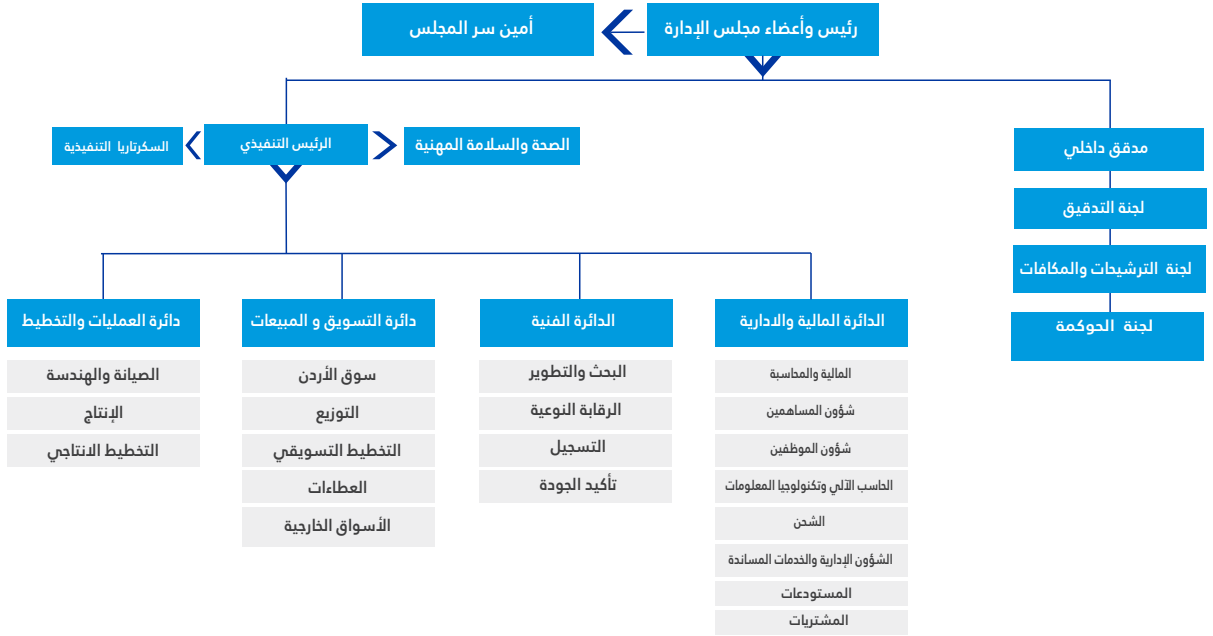 رئيس وأعضاء مجلس الإدارة
أمين سر المجلس
مدقق داخلي
لجنة التدقيق
لجنة الترشيحات والمكافات
لجنة الحوكمة
الصحة والسلامة المهنية
الرئيس التنفيذي
السكرتاريا التنفيذية
الدائرة المالية والادارية
المالية والمحاسبة
شؤون المساهمين
شؤون الموظفين
الحاسب الآلي وتكنولوجيا المعلومات
الشحن
الشؤون الإدارية والخدمات المساندة
المستودعات
المشتريات
الدائرة الفنية
البحث والتطوير
الرقابة النوعية
التسجيل
تأكيد الجودة
دائرة التسويق و المبيعات
سوق الأردن
التوزيع
التخطيط التسويقي
العطاءات
الأسواق الخارجية
دائرة العمليات والتخطيط
الصيانة والهندسة
الإنتاج
التخطيط الانتاجي